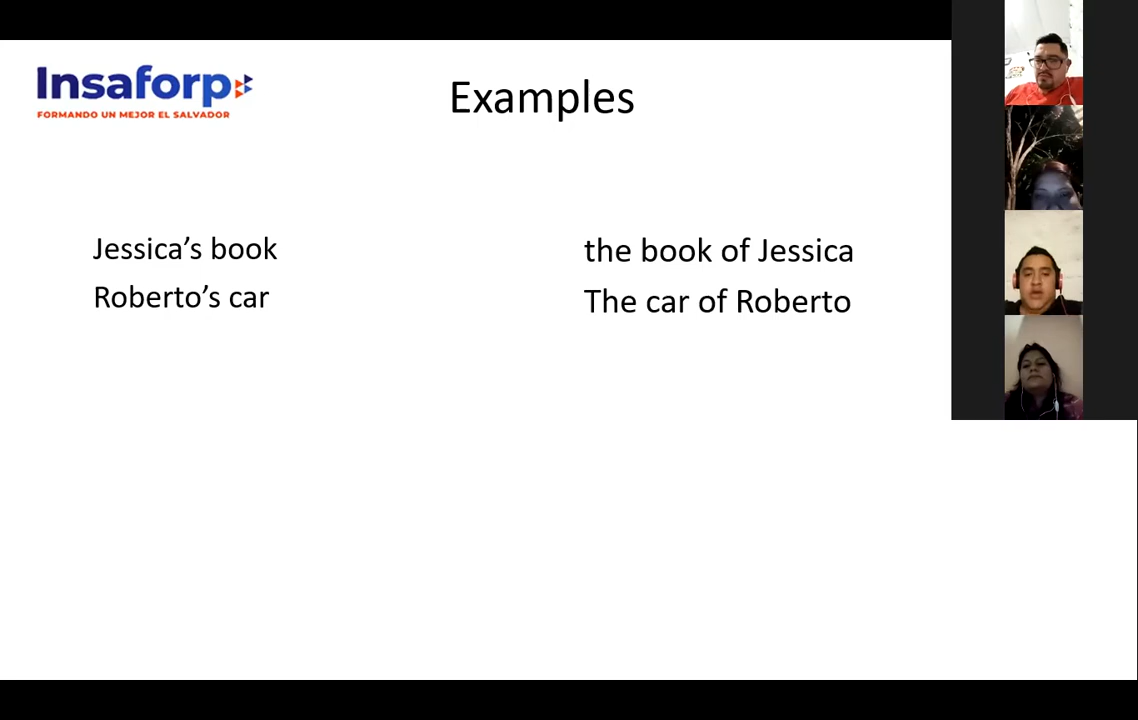 Insaforp
FORMANDO UN MEJOR EL SALVADOR
Examples
Jessica’s book
Roberto’s car
the book of Jessica
The car of Roberto